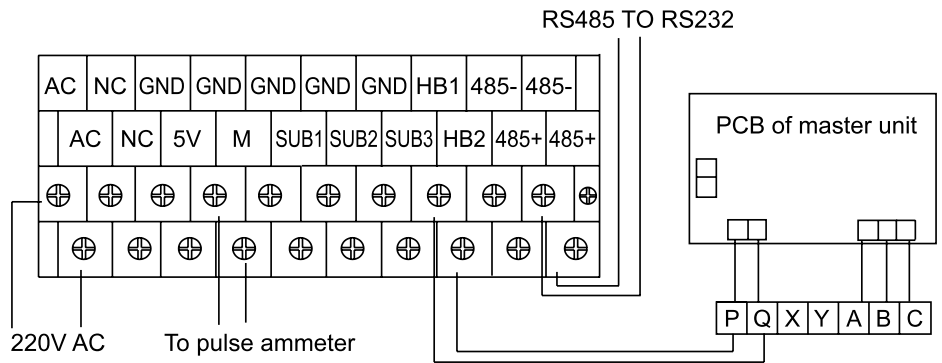 RS485 TO RS232
AC NC GND GND GND GND GND HB1 485- 485-
AC NC 5V M SUB1 SUB2 SUB3 HB2 485+ 485+
PCB of master unit
P Q X Y A B C
220V AC
To pulse ammeter